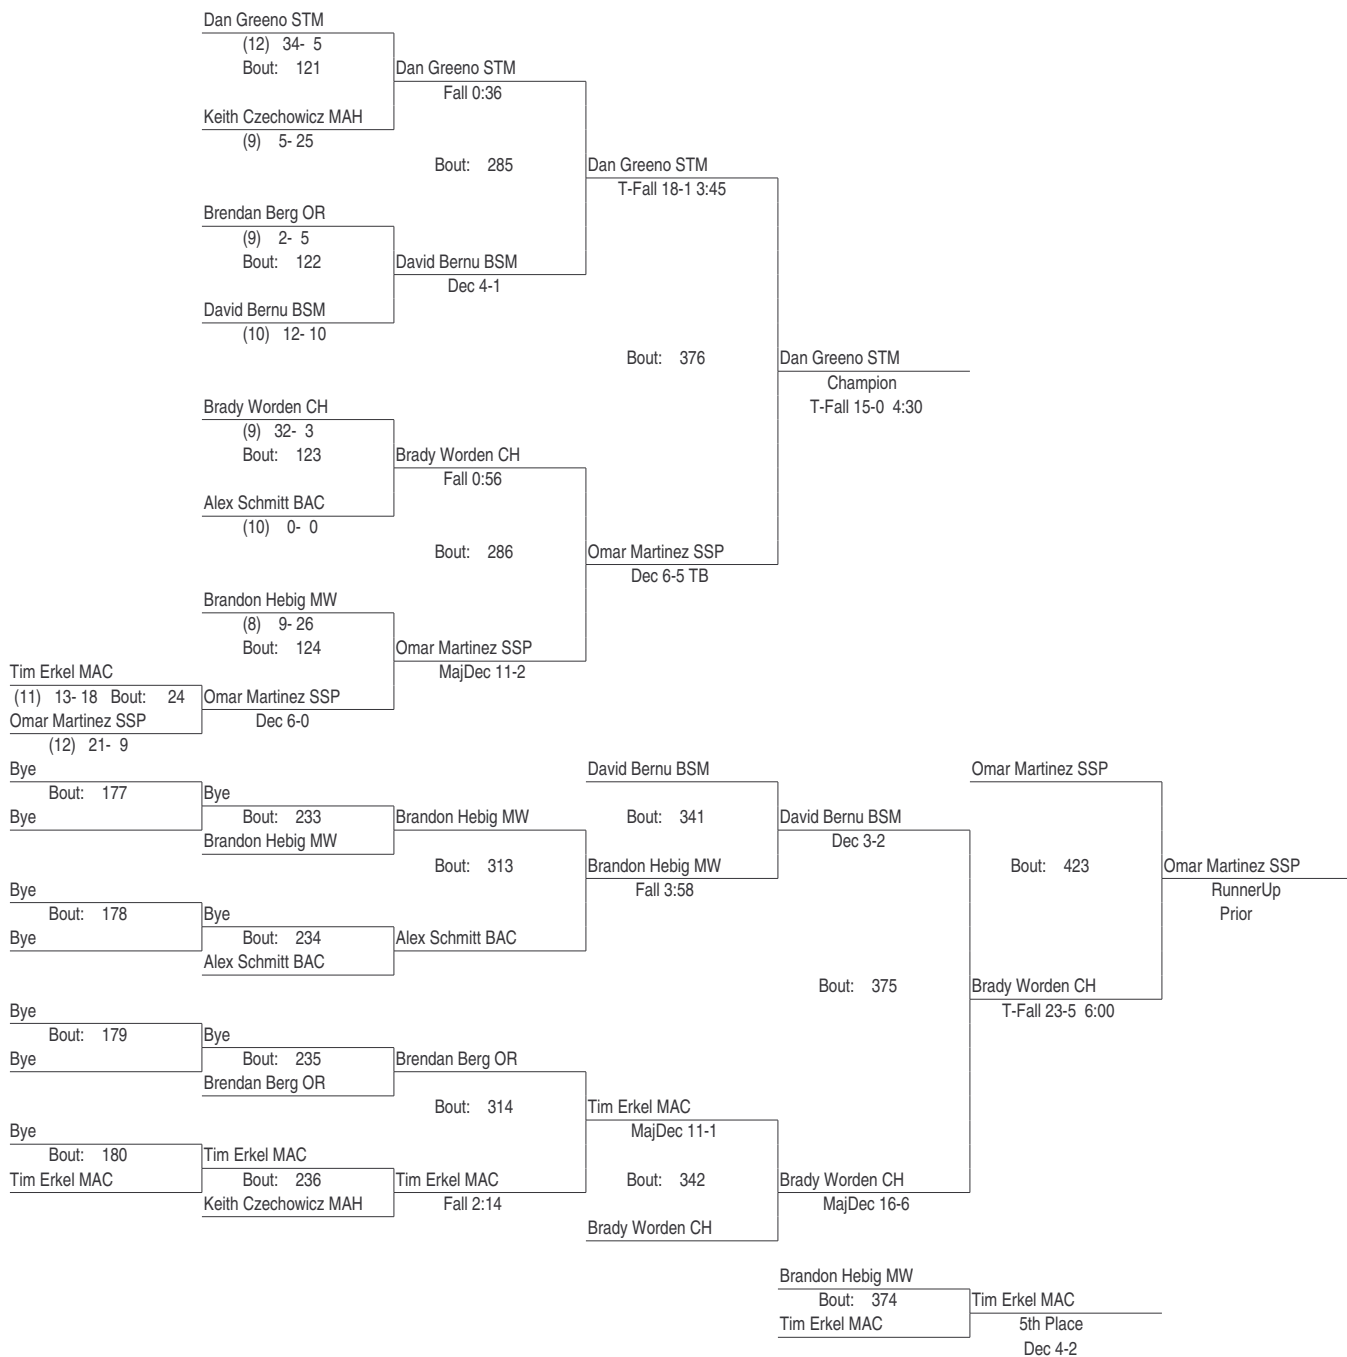 Dan Greeno STM
(12) 34- 5
Bout: 121
Dan Greeno STM
Fall 0:36
Keith Czechowicz MAH
(9) 5- 25
Bout: 285
Dan Greeno STM
T-Fall 18-1 3:45
Brendan Berg OR
(9) 2- 5
Bout: 122
David Bernu BSM
Dec 4-1
David Bernu BSM
(10) 12- 10
Bout: 376
Dan Greeno STM
Champion
T-Fall 15-0 4:30
Brady Worden CH
(9) 32- 3
Bout: 123
Brady Worden CH
Fall 0:56
Alex Schmitt BAC
(10) 0- 0
Bout: 286
Omar Martinez SSP
Dec 6-5 TB
Brandon Hebig MW
(8) 9- 26
Bout: 124
Omar Martinez SSP
MajDec 11-2
Tim Erkel MAC
(11) 13- 18 Bout: 24
Omar Martinez SSP
Dec 6-0
Omar Martinez SSP
(12) 21- 9
Bye
Bout: 177
Bye
Bye
Bout: 233
Brandon Hebig MW
Brandon Hebig MW
David Bernu BSM
Bout: 341
David Bernu BSM
Dec 3-2
Omar Martinez SSP
Bout: 313
Brandon Hebig MW
Fall 3:58
Bout: 423
Omar Martinez SSP
RunnerUp
Prior
Bye
Bout: 178
Bye
Bye
Bout: 234
Alex Schmitt BAC
Alex Schmitt BAC
Bout: 375
Brady Worden CH
T-Fall 23-5 6:00
Bye
Bout: 179
Bye
Bye
Bout: 235
Brendan Berg OR
Brendan Berg OR
Bout: 314
Tim Erkel MAC
MajDec 11-1
Bye
Bout: 180
Tim Erkel MAC
Tim Erkel MAC
Bout: 236
Keith Czechowicz MAH
Tim Erkel MAC
Fall 2:14
Bout: 342
Brady Worden CH
MajDec 16-6
Brady Worden CH
Brandon Hebig MW
Bout: 374
Tim Erkel MAC
Tim Erkel MAC
5th Place
Dec 4-2